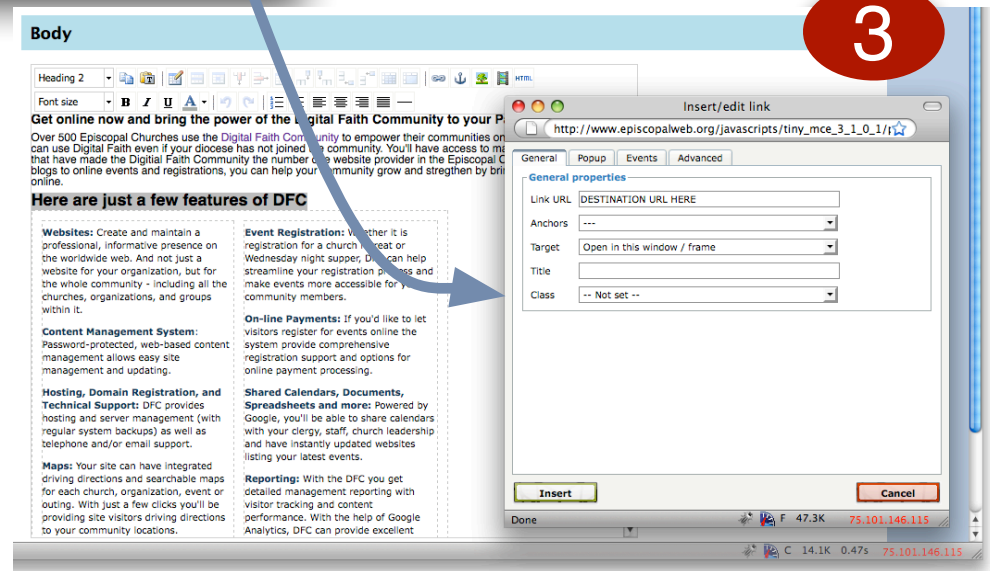 3
Body
Heading 2
HTML
Font size B I U A
Get online now and bring the power of the Digital Faith Community to your P
Over 500 Episcopal Churches use the Digital Faith Community to empower their communities on
can use Digital Faith even if your diocese has not joined the community. You'll have access to ma
that have made the Digitial Faith Community the number one website provider in the Episcopal C
blogs to online events and registrations, you can help your community grow and stregthen by brin
online.
Here are just a few features of DFC
Websites: Create and maintain a
professional, informative presence on
the worldwide web. And not just a
website for your organization, but for
the whole community - including all the
churches, organizations, and groups
within it.
Content Management System:
Password-protected, web-based content
management allows easy site
management and updating.
Hosting, Domain Registration, and
Technical Support: DFC provides
hosting and server management (with
regular system backups) as well as
telephone and/or email support.
Maps: Your site can have integrated
driving directions and searchable maps
for each church, organization, event or
outing. With just a few clicks you'll be
providing site visitors driving directions
to your community locations.
Event Registration: Whether it is
registration for a church retreat or
Wednesday night supper, DFC can help
streamline your registration process and
make events more accessible for
community members.
On-line Payments: If you'd like to let
visitors register for events online the
system provide comprehensive
registration support and options for
online payment processing.
Shared Calendars, Documents,
Spreadsheets and more: Powered by
Google, you'll be able to share calendars
with your clergy, staff, church leadership
and have instantly updated websites
listing your latest events.
Reporting: With the DFC you get
detailed management reporting with
visitor tracking and content
performance. With the help of Google
Analytics, DFC can provide excellent
Insert/edit link
http://www.episcopalweb.org/javascripts/tiny_mce_3_1_0_1/p
General Popup Events Advanced
General properties
Link URL DESTINATION URL HERE
Anchors ---
Target Open in this window / frame
Title
Class -- Not set --
Insert Cancel
Done F 47.3K 75.101.146.115
C 14.1K 0.47s 75.101.146.115